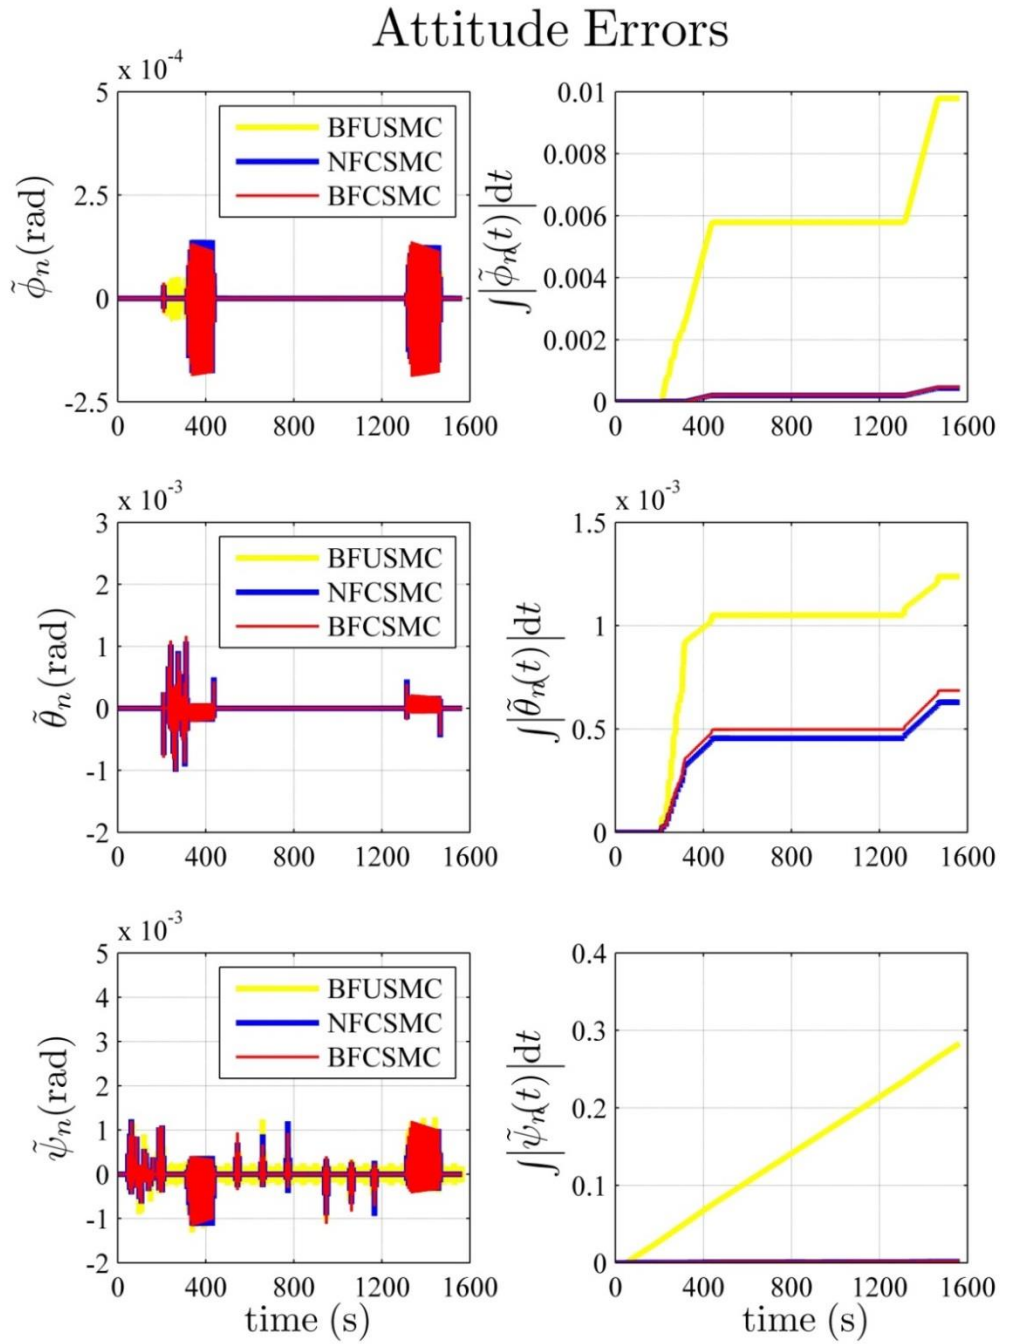 Attitude Errors
x 10⁻⁴
5
2.5
0
-2.5
0 400 800 1200 1600
ϕ̃ₙ(rad)
BFUSMC
NFCSMC
BFCSMC
0.01
0.008
0.006
0.004
0.002
0
0 400 800 1200 1600
∫|ϕ̃ₙ(t)|dt
x 10⁻³
3
2
1
0
-1
-2
0 400 800 1200 1600
θ̃ₙ(rad)
BFUSMC
NFCSMC
BFCSMC
x 10⁻³
1.5
1
0.5
0
0 400 800 1200 1600
∫|θ̃ₙ(t)|dt
x 10⁻³
5
4
3
2
1
0
-1
-2
0 400 800 1200 1600
ψ̃ₙ(rad)
BFUSMC
NFCSMC
BFCSMC
time (s)
0.4
0.3
0.2
0.1
0
0 400 800 1200 1600
∫|ψ̃ₙ(t)|dt
time (s)